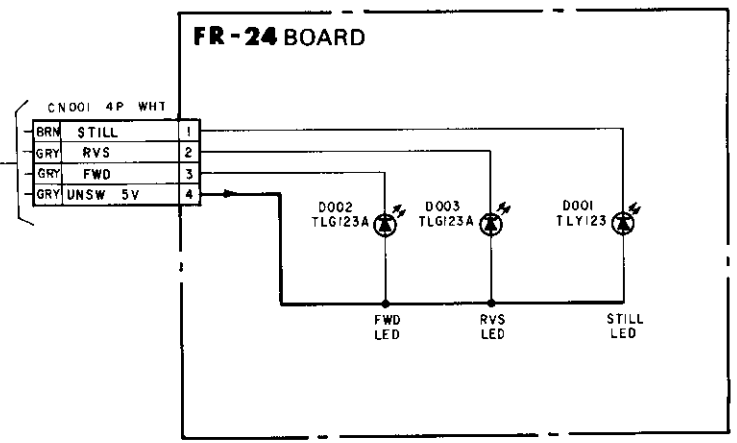 FR-24 BOARD
CN001 4P WHT
BRN STILL 1
GRY RVS 2
GRY FWD 3
GRY UNSW 5V 4
D002
TLG123A
D003
TLG123A
D001
TLY123
FWD
LED
RVS
LED
STILL
LED